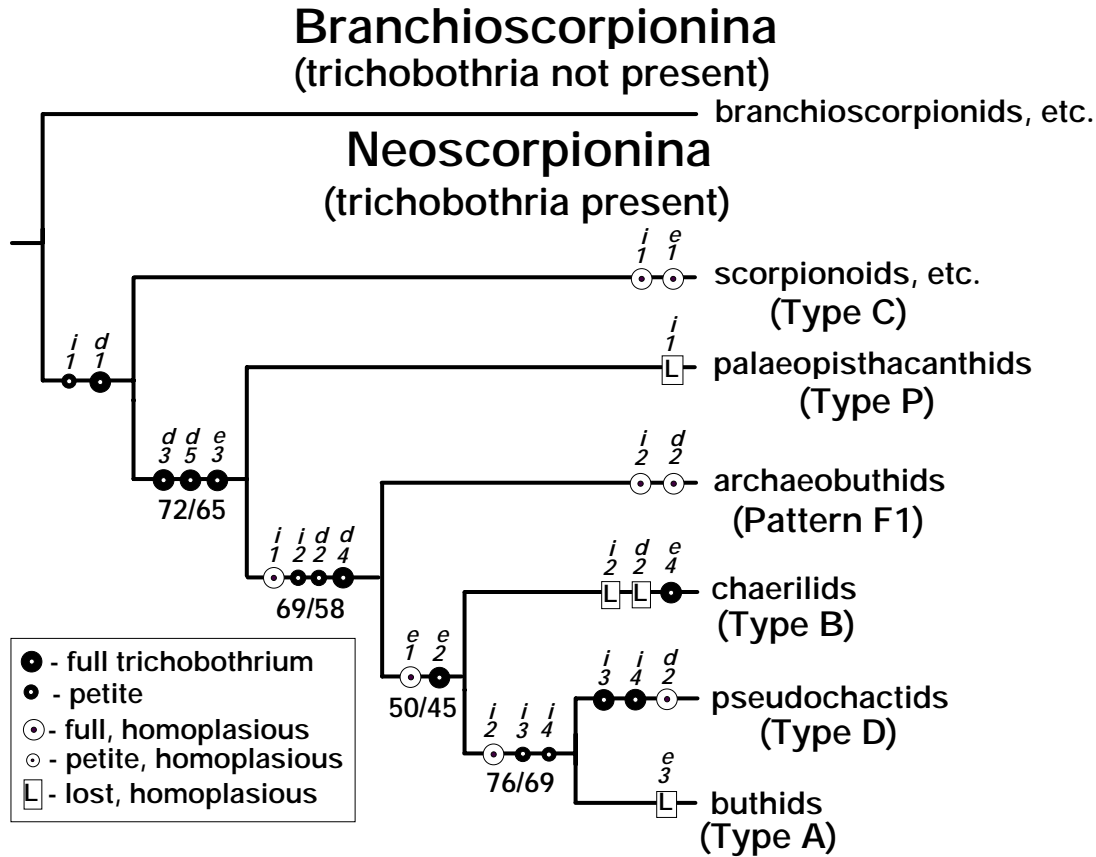 Branchioscorpionina
(trichobothria not present)
branchioscorpionids, etc.
Neoscorpionina
(trichobothria present)
i e
1 1
scorpionoids, etc.
(Type C)
i d
1 1
i
1
L
palaeopisthacanthids
(Type P)
d d e
3 5 3
72/65
i d
2 2
archaeobuthids
(Pattern F1)
i i d d
1 2 2 4
69/58
i d e
2 2 4
L L
chaerilids
(Type B)
e e
1 2
50/45
i i d
3 4 2
pseudochactids
(Type D)
i i i
2 3 4
76/69
e
3
L
buthids
(Type A)
- full trichobothrium
- petite
- full, homoplasious
- petite, homoplasious
L - lost, homoplasious